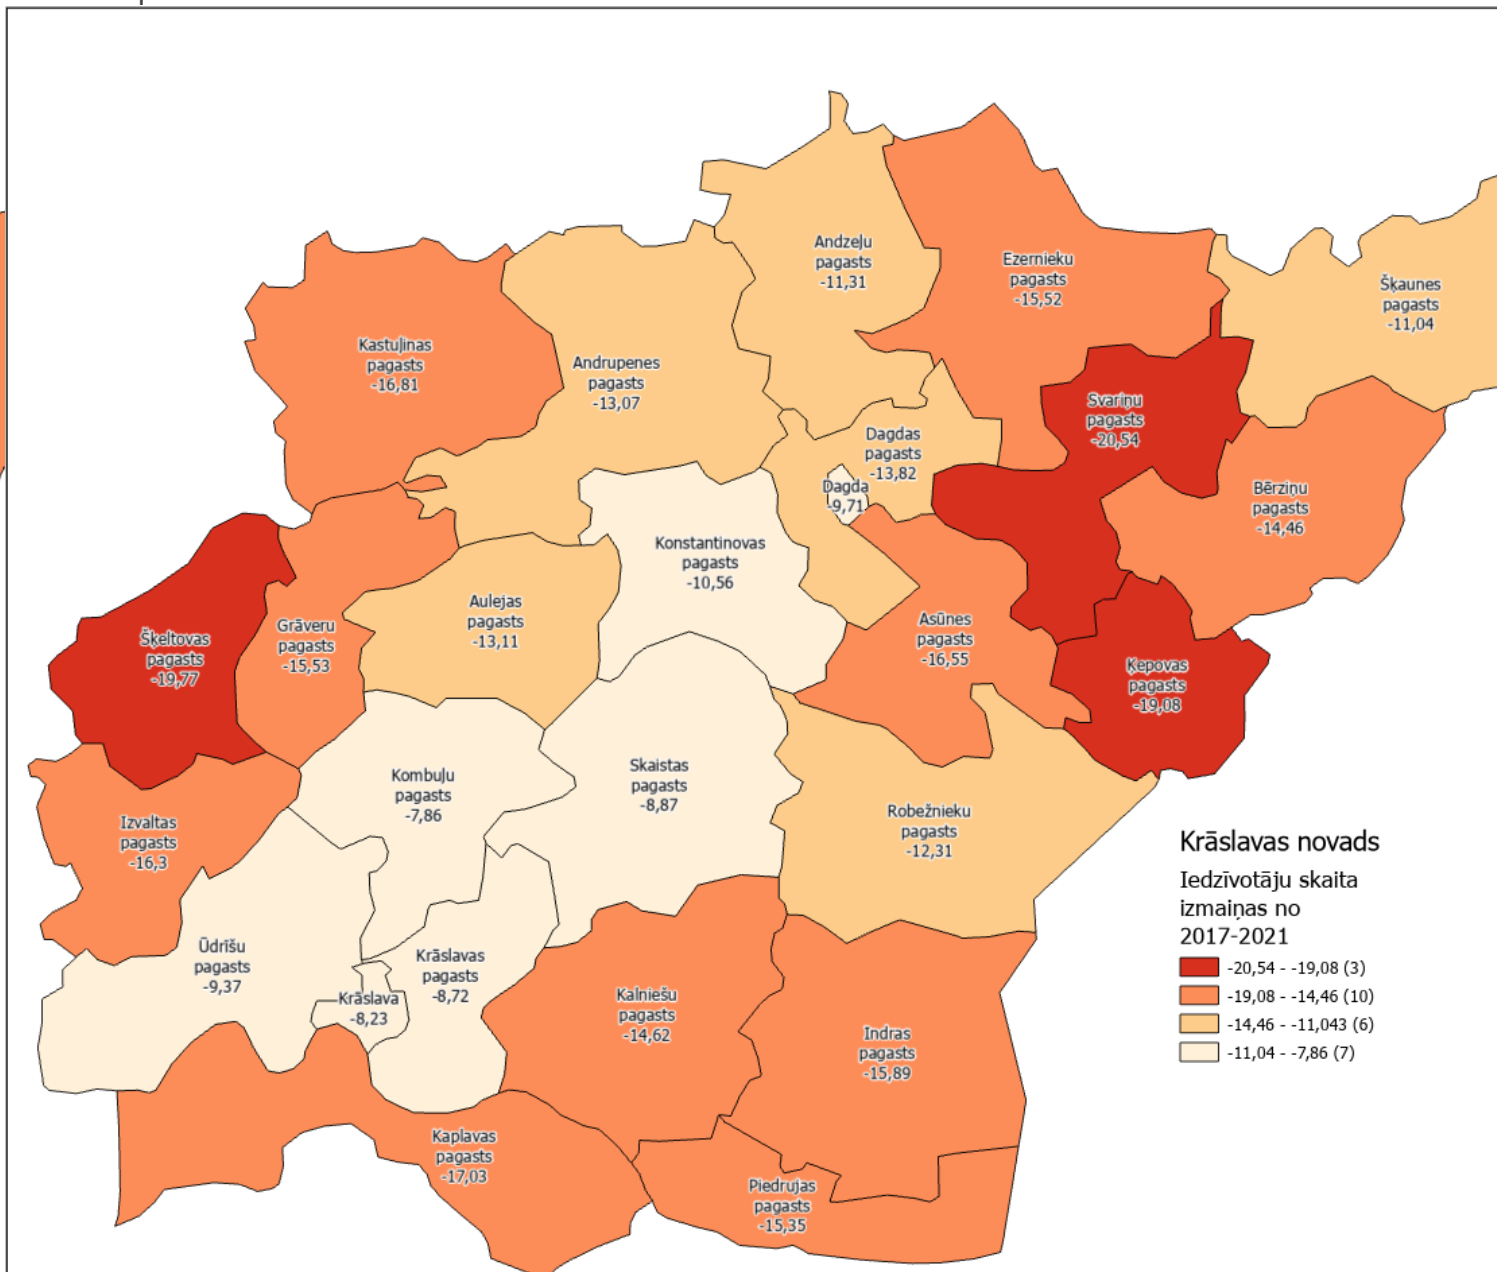 Andzeļu
pagasts
-11,31
Ezernieku
pagasts
-15,52
Šķaunes
pagasts
-11,04
Kastuļinas
pagasts
-16,81
Andrupenes
pagasts
-13,07
Svariņu
pagasts
-20,54
Dagdas
pagasts
-13,82
Dagda
-9,71
Bērziņu
pagasts
-14,46
Konstantinovas
pagasts
-10,56
Aulejas
pagasts
-13,11
Grāveru
pagasts
-15,53
Šķeltovas
pagasts
-19,77
Asūnes
pagasts
-16,55
Ķepovas
pagasts
-19,08
Kombuļu
pagasts
-7,86
Skaistas
pagasts
-8,87
Izvaltas
pagasts
-16,3
Robežnieku
pagasts
-12,31
Ūdrīšu
pagasts
-9,37
Krāslavas
pagasts
-8,72
Krāslava
-8,23
Kalniešu
pagasts
-14,62
Indras
pagasts
-15,89
Kaplavas
pagasts
-17,03
Piedrujas
pagasts
-15,35
Krāslavas novads
Iedzīvotāju skaita
izmaiņas no
2017-2021
-20,54 - -19,08 (3)
-19,08 - -14,46 (10)
-14,46 - -11,043 (6)
-11,04 - -7,86 (7)